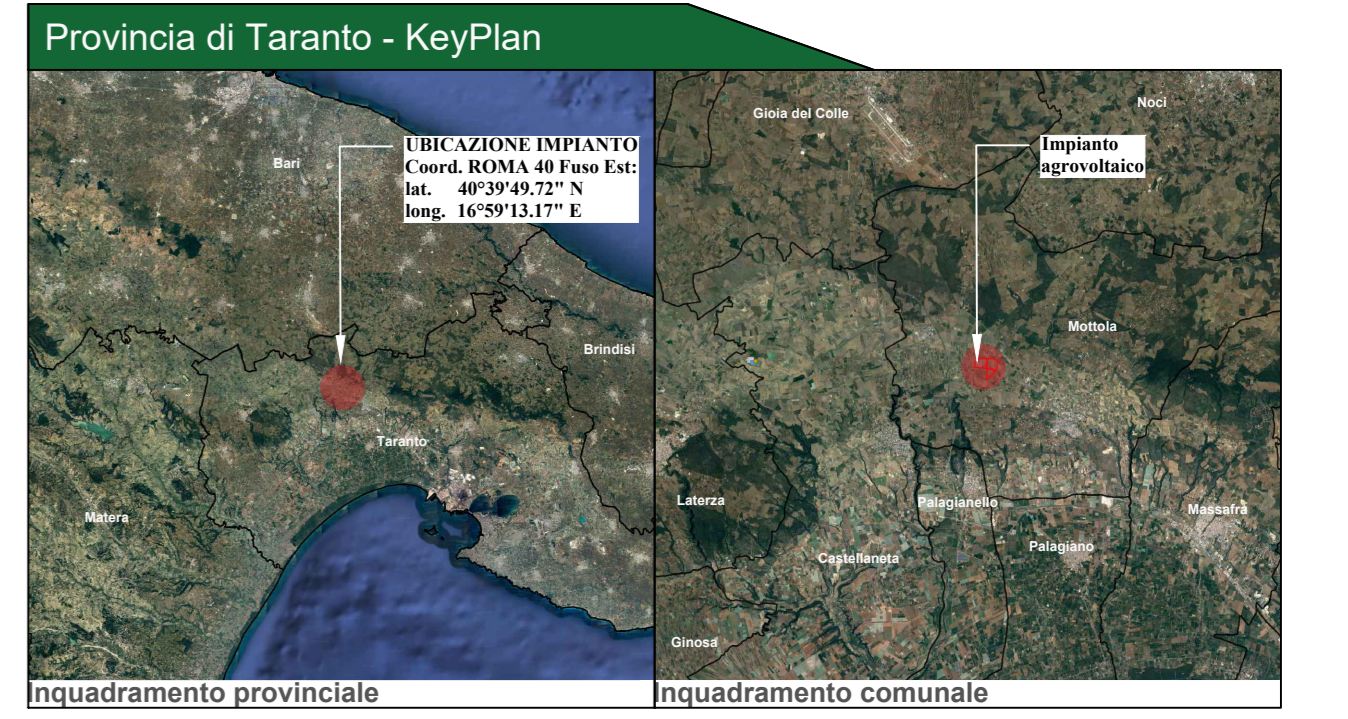 Provincia di Taranto - KeyPlan
UBICAZIONE IMPIANTO
Coord. ROMA 40 Fuso Est:
lat. 40°39'49.72" N
long. 16°59'13.17" E
Bari
Brindisi
Taranto
Matera
Inquadramento provinciale
Gioia del Colle
Noci
Impianto
agrovoltaico
Mottola
Laterza
Palagianello
Massafra
Palagiano
Castellaneta
Ginosa
Inquadramento comunale